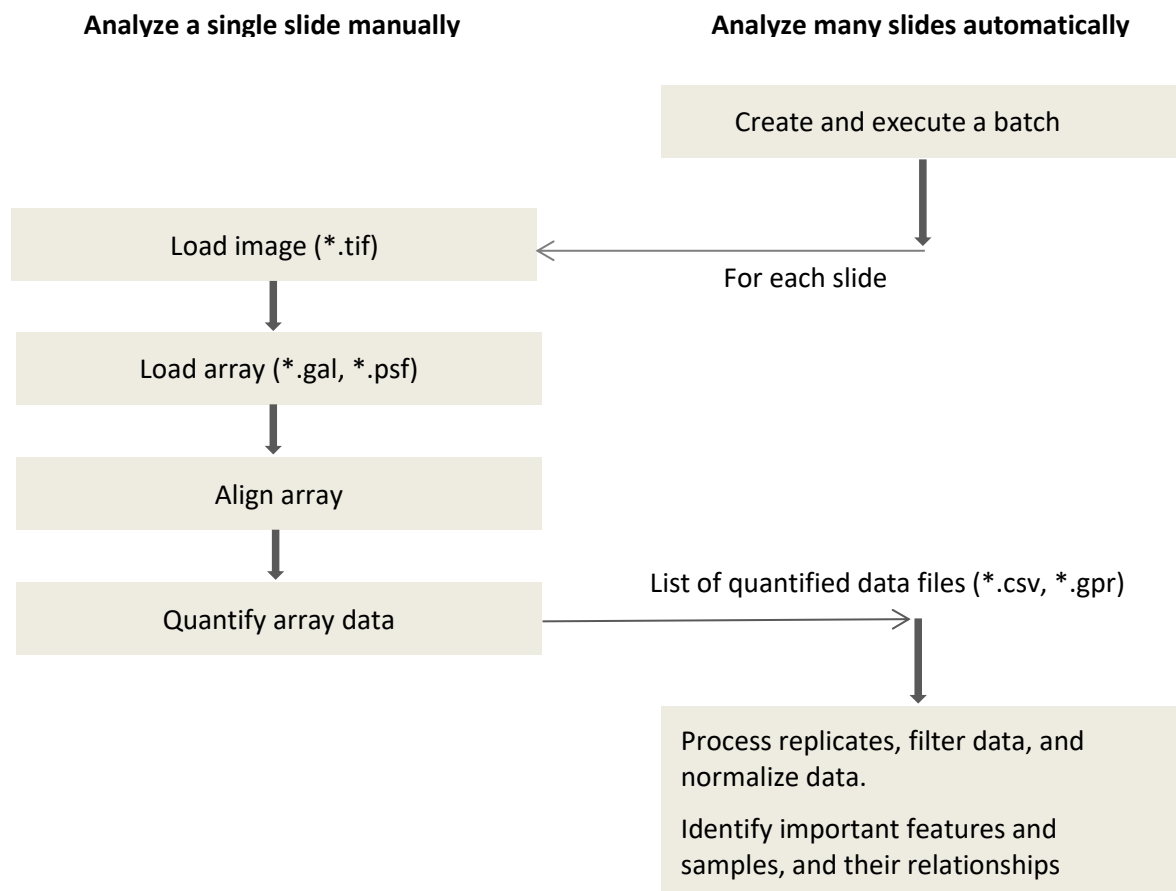 Analyze a single slide manually
Analyze many slides automatically
Create and execute a batch
Load image (*.tif)
For each slide
Load array (*.gal, *.psf)
Align array
List of quantified data files (*.csv, *.gpr)
Quantify array data
Process replicates, filter data, and
normalize data.
Identify important features and
samples, and their relationships